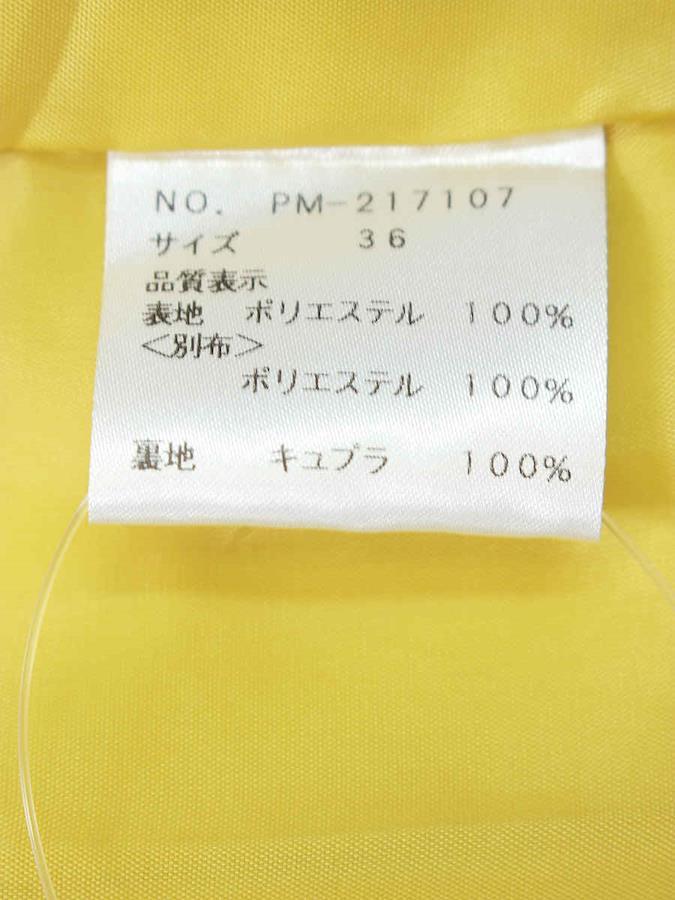 NO. PM-217107
サイズ 36
品質表示
表地 ポリエステル 100%
<別布>
ポリエステル 100%
裏地 キュプラ 100%